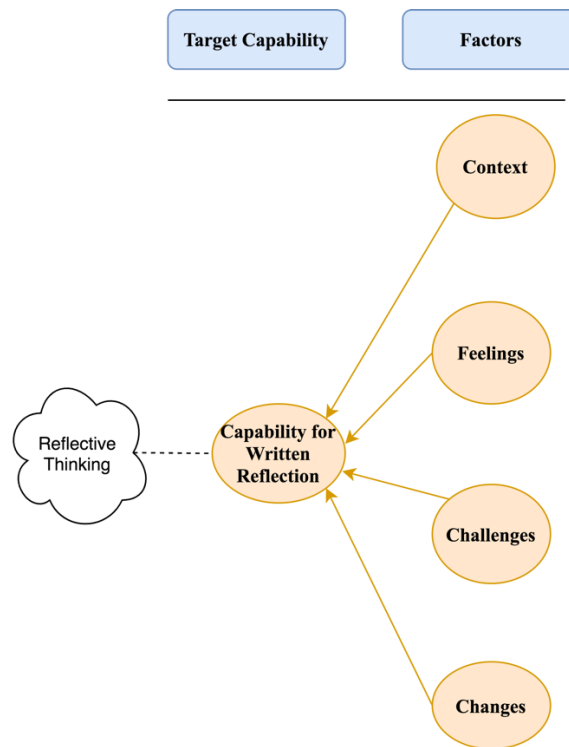 Target Capability
Factors
Context
Feelings
Reflective
Thinking
Capability for
Written
Reflection
Challenges
Changes